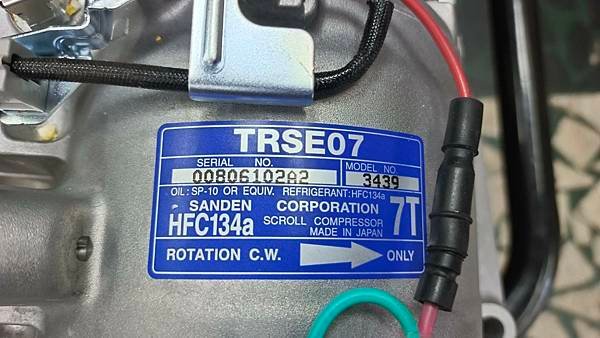 TRSE07
SERIAL NO.
00806102A2
MODEL NO.
3439
OIL: SP-10 OR EQUIV. REFRIGERANT: HFC134a
SANDEN CORPORATION
HFC134a
SCROLL COMPRESSOR
MADE IN JAPAN
7T
ROTATION C.W.
ONLY